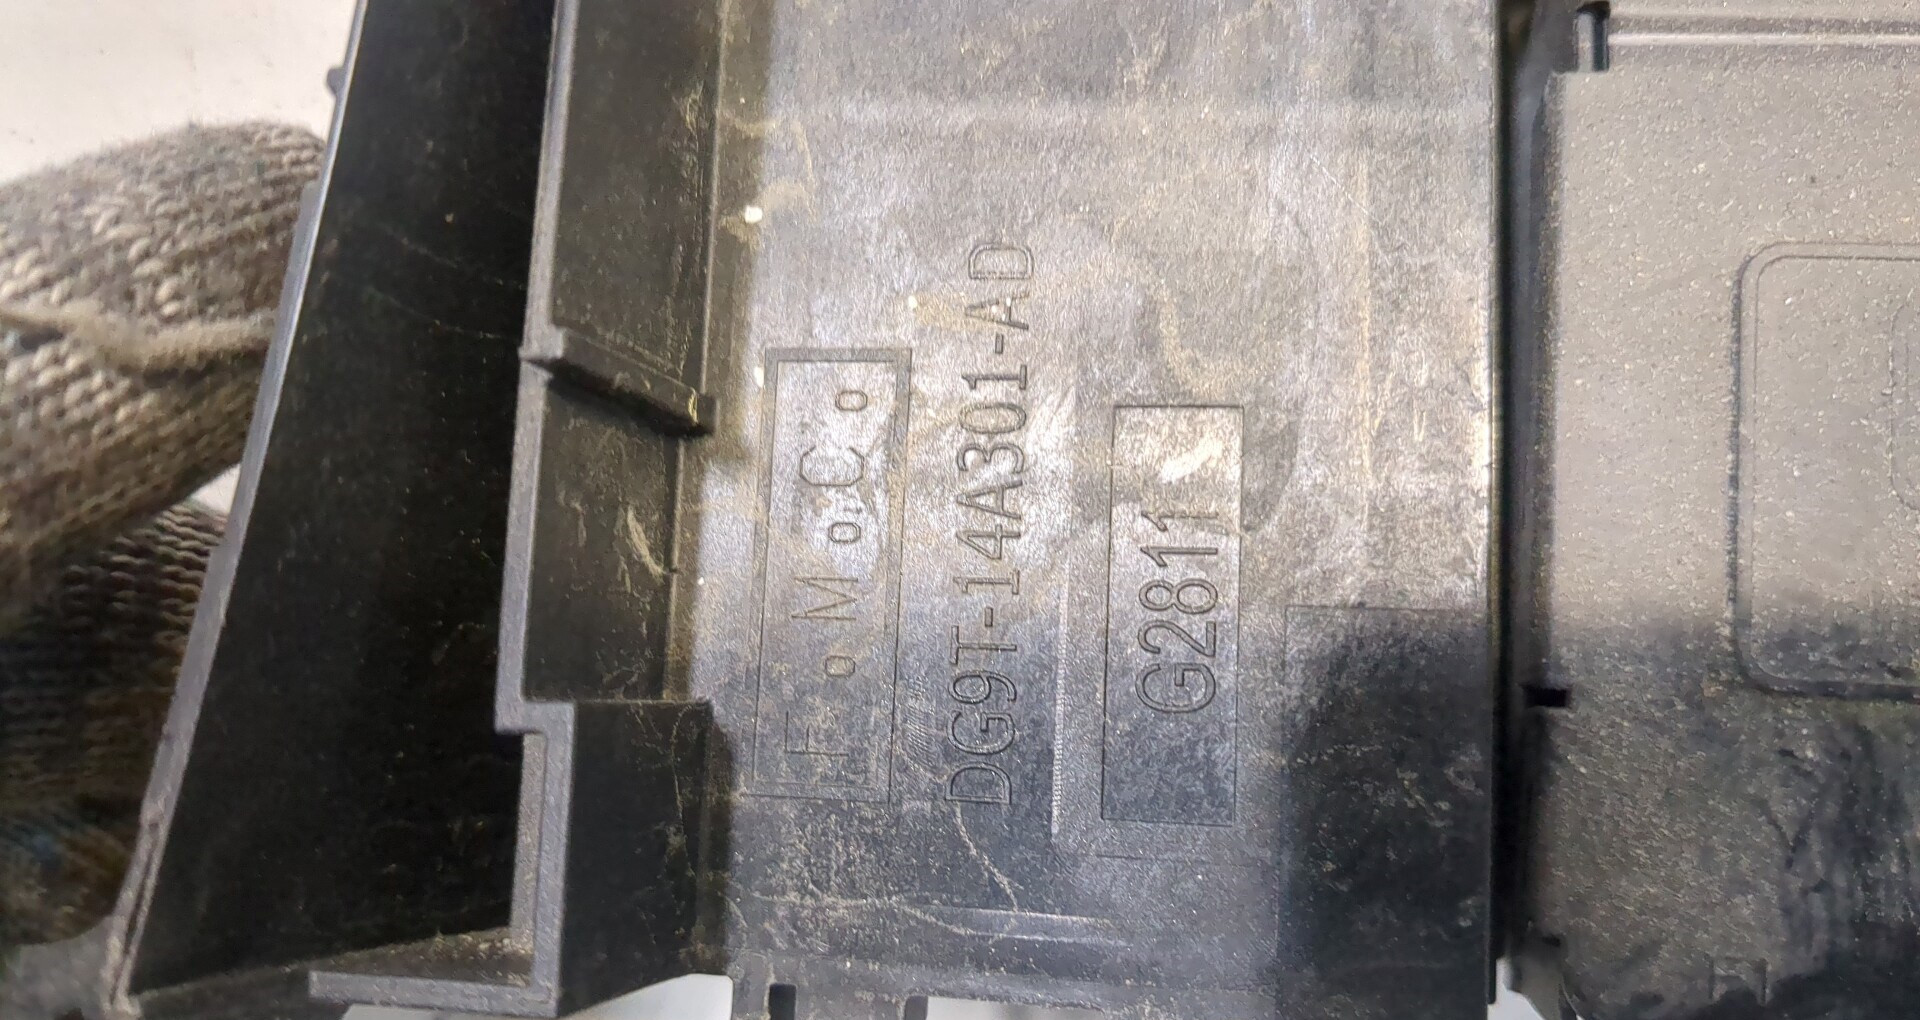 F o M o C o
DG9T-14A301-AD
G2811